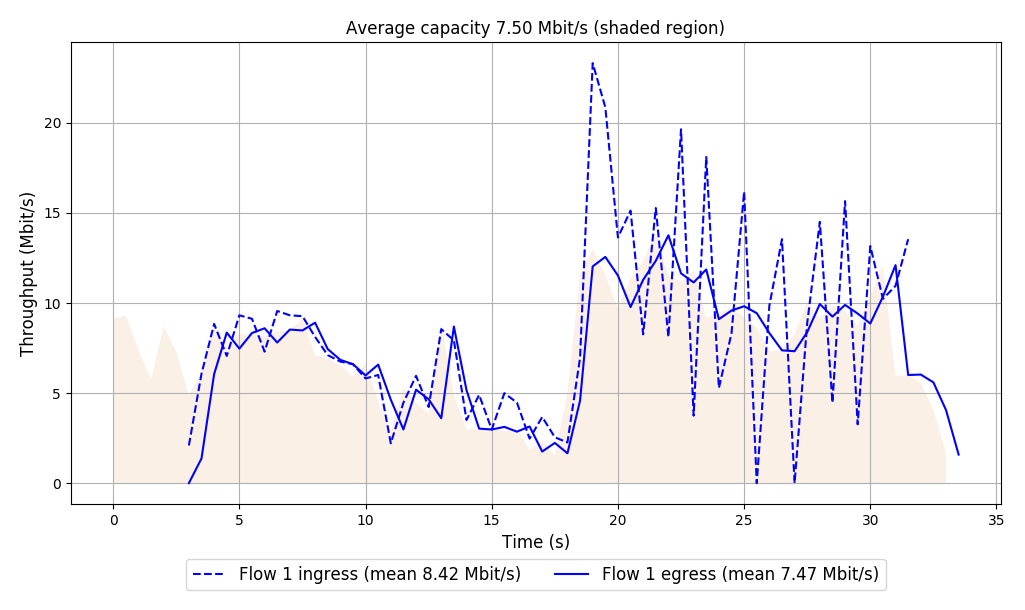 Average capacity 7.50 Mbit/s (shaded region)
Throughput (Mbit/s)
20
15
10
5
0
0 5 10 15 20 25 30 35
Time (s)
Flow 1 ingress (mean 8.42 Mbit/s) Flow 1 egress (mean 7.47 Mbit/s)